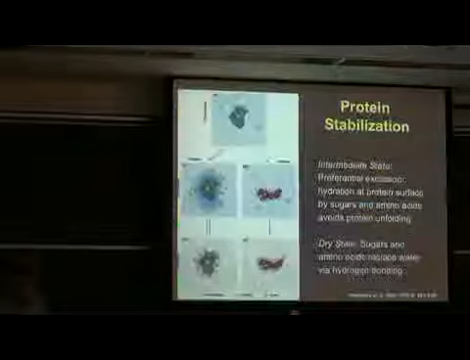 Protein
Stabilization
Intermediate State:
Preferential exclusion:
hydration at protein surface
by sugars and amino acids
avoids protein unfolding
Dry State: Sugars and
amino acids replace water
via hydrogen bonding